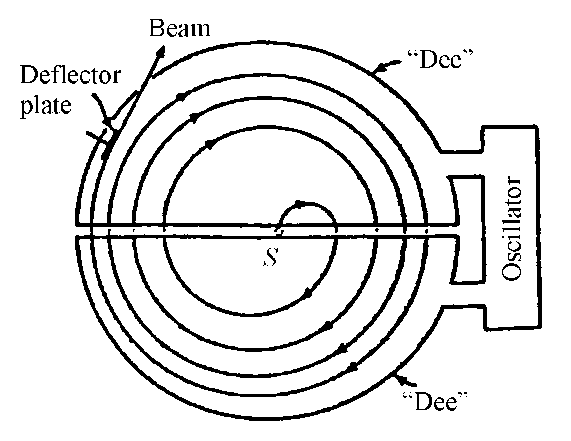 Beam
Deflector
plate
“Dee”
Oscillator
S
“Dee”